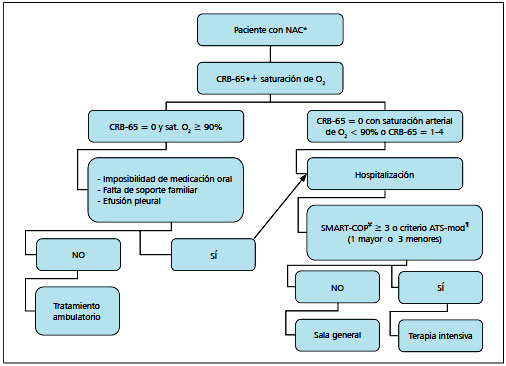 Paciente con NAC*
CRB-65♦+ saturación de O₂
CRB-65 = 0 y sat. O₂ ≥ 90%
CRB-65 = 0 con saturación arterial
de O₂ < 90% o CRB-65 = 1-4
- Imposibilidad de medicación oral
- Falta de soporte familiar
- Efusión pleural
Hospitalización
SMART-COP¥ ≥ 3 o criterio ATS-mod¶
(1 mayor o 3 menores)
NO
SÍ
NO
SÍ
Tratamiento
ambulatorio
Sala general
Terapia intensiva